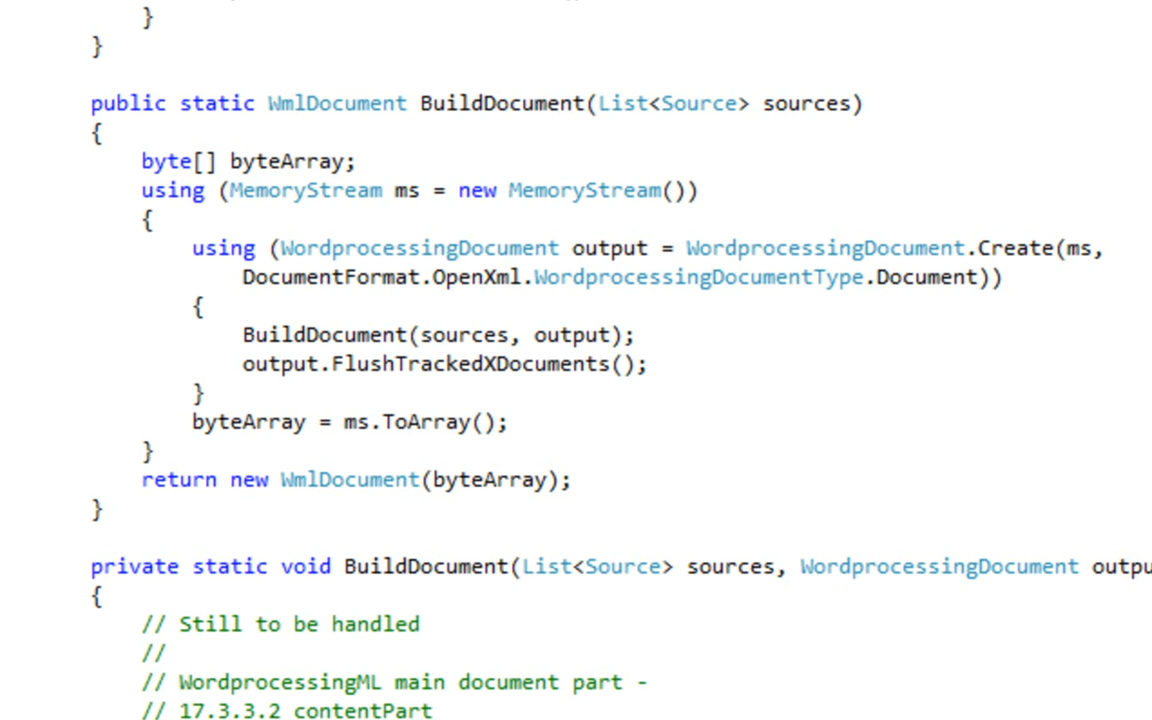 }
}
public static WmlDocument BuildDocument(List<Source> sources)
{
byte[] byteArray;
using (MemoryStream ms = new MemoryStream())
{
using (WordprocessingDocument output = WordprocessingDocument.Create(ms,
DocumentFormat.OpenXml.WordprocessingDocumentType.Document))
{
BuildDocument(sources, output);
output.FlushTrackedXDocuments();
}
byteArray = ms.ToArray();
}
return new WmlDocument(byteArray);
}
private static void BuildDocument(List<Source> sources, WordprocessingDocument outpu
{
// Still to be handled
//
// WordprocessingML main document part -
// 17.3.3.2 contentPart